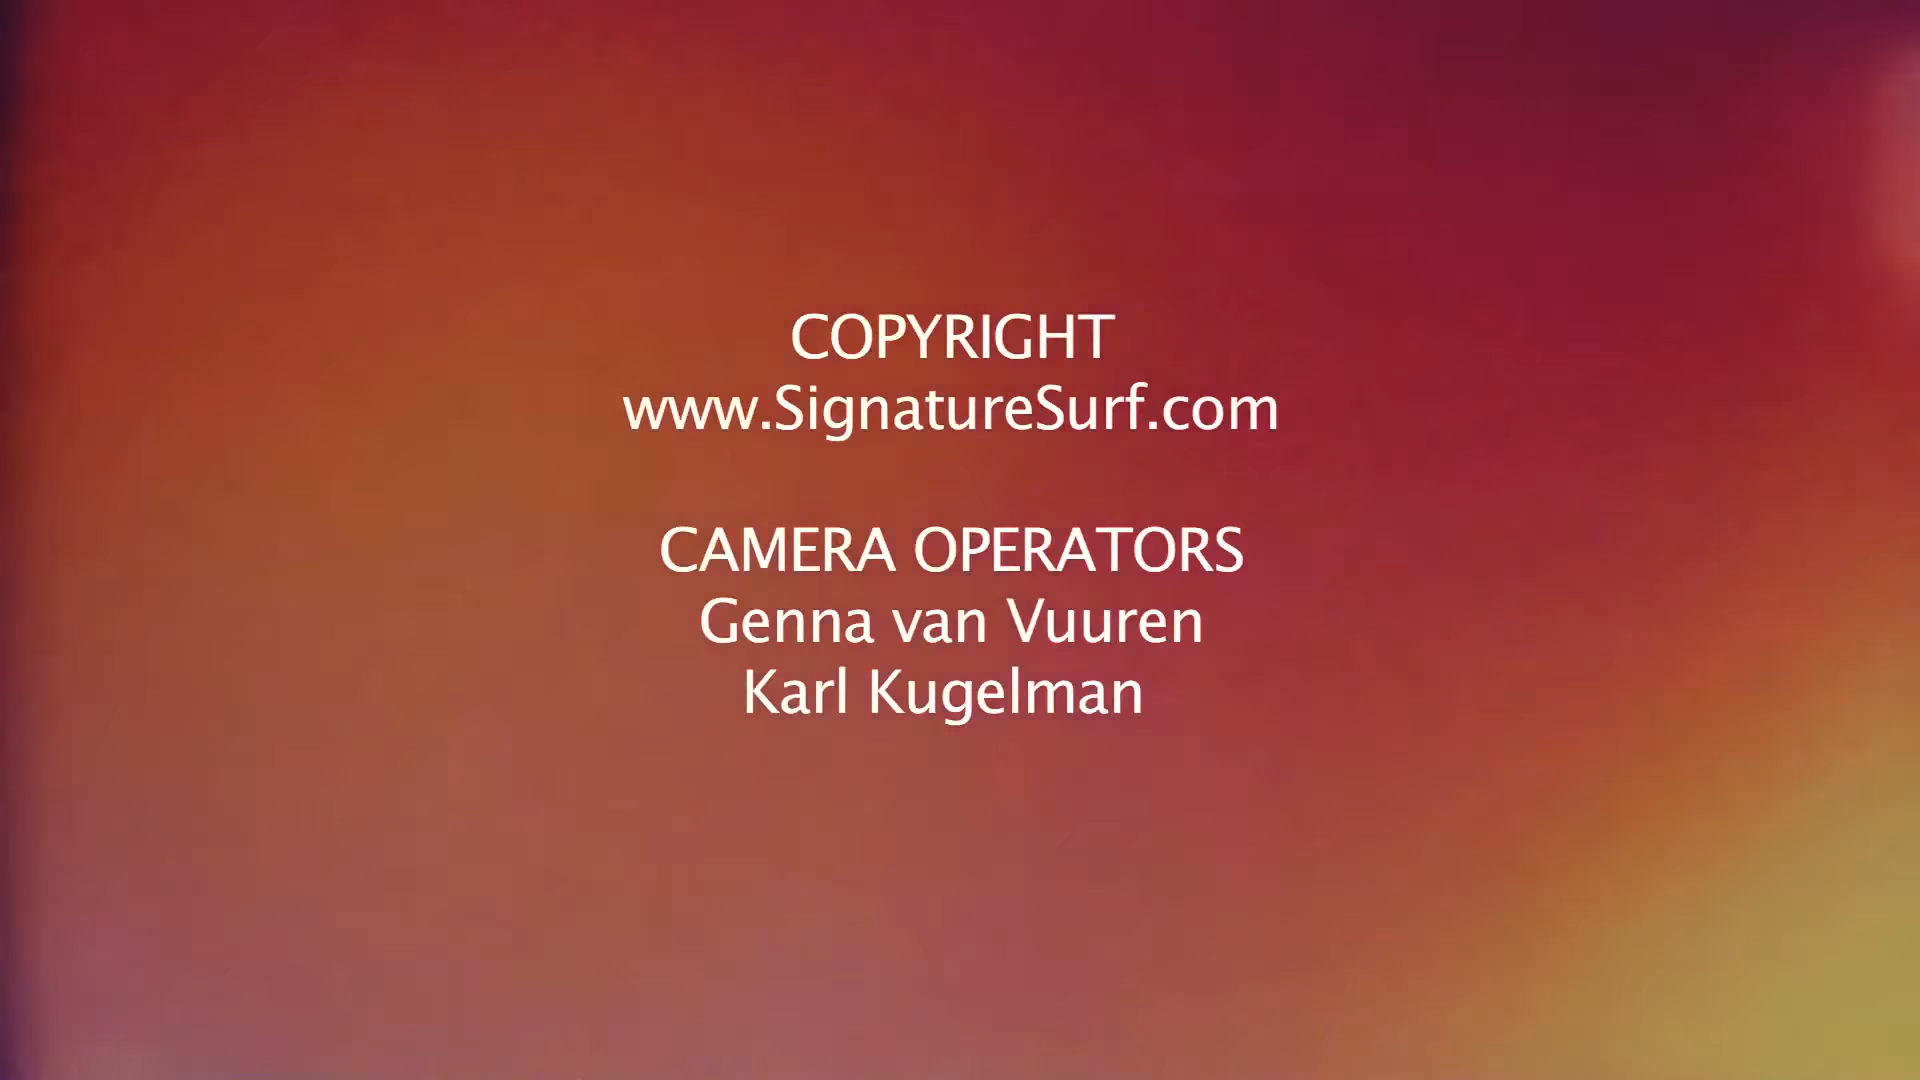 COPYRIGHT
www.SignatureSurf.com
CAMERA OPERATORS
Genna van Vuuren
Karl Kugelman